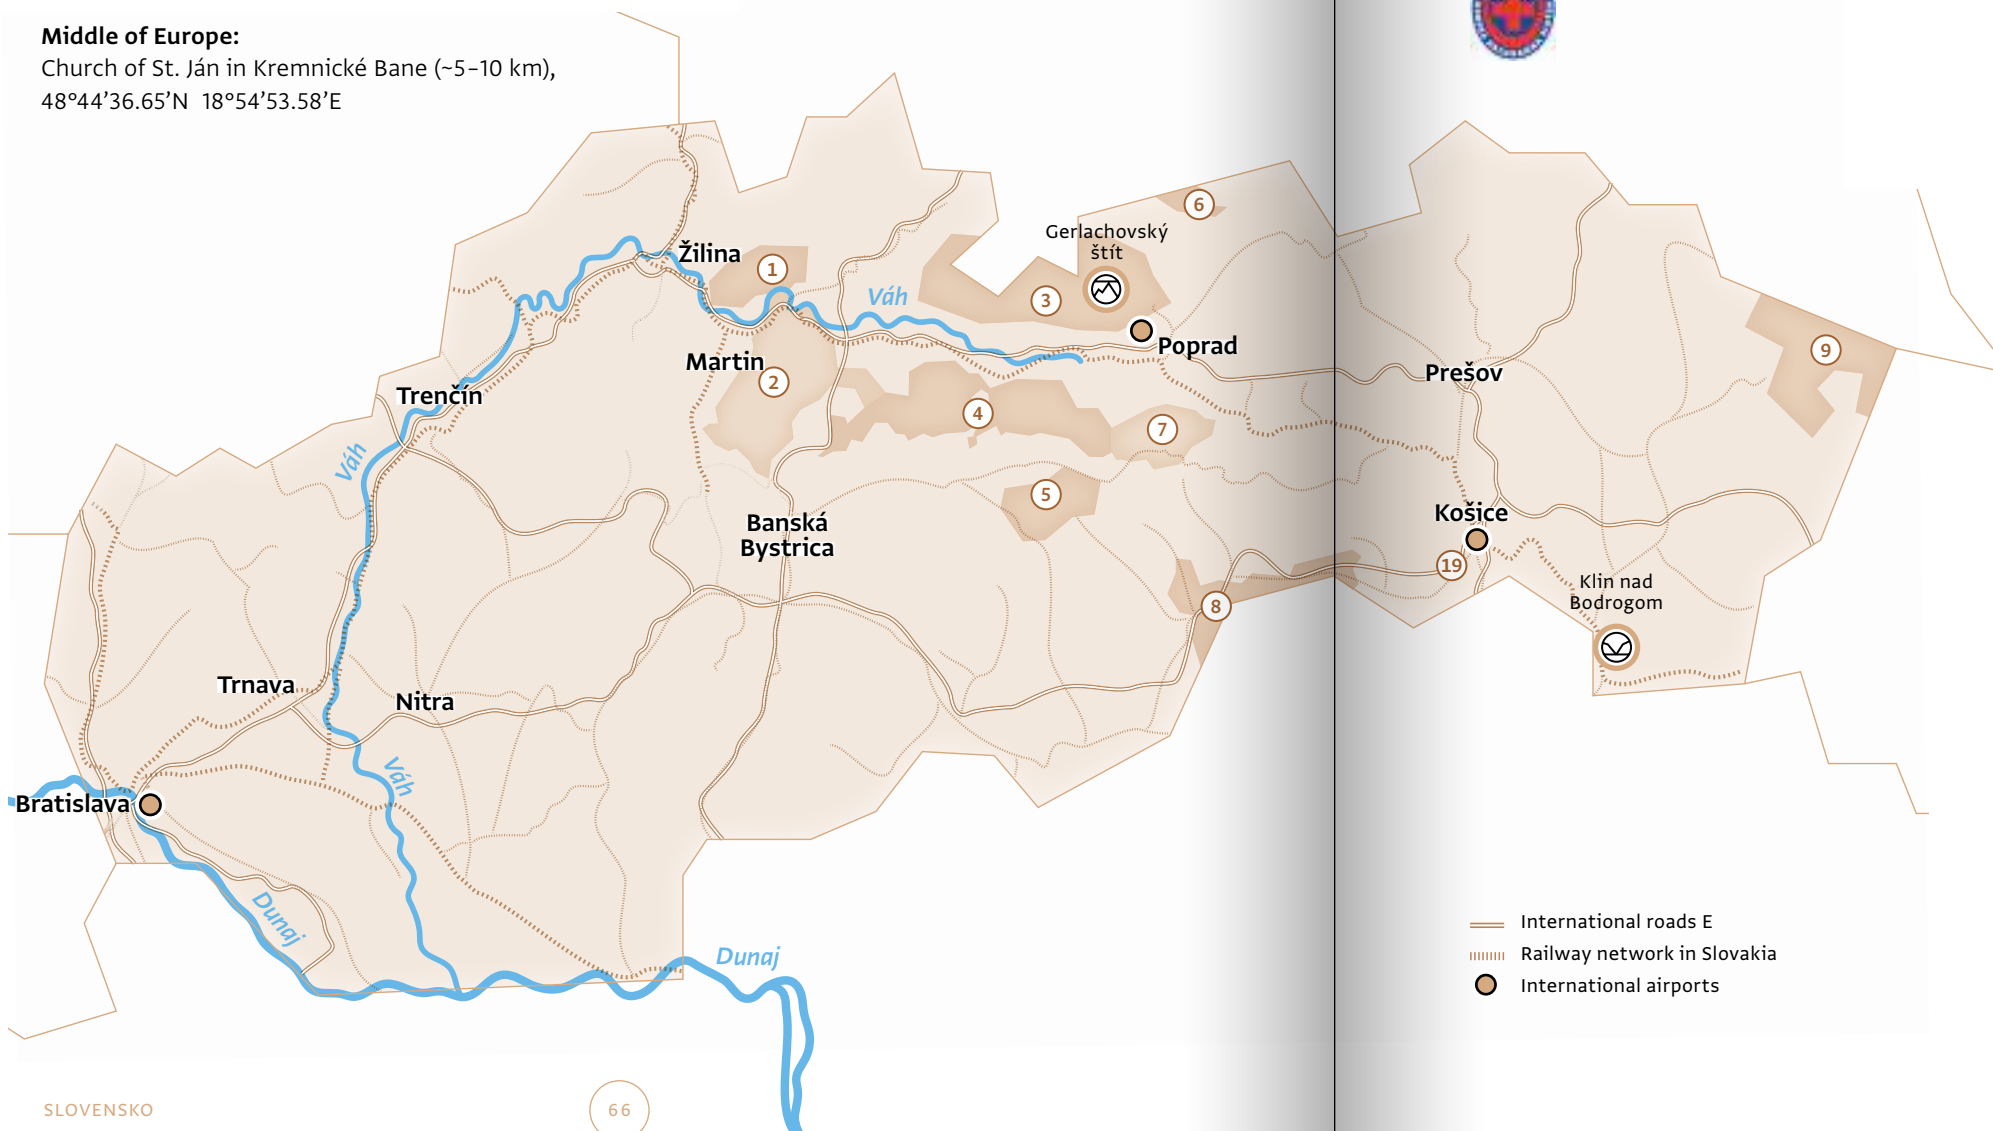 Middle of Europe:
Church of St. Ján in Kremnické Bane (~5–10 km),
48°44’36.65’N 18°54’53.58’E
6
Gerlachovský
štít
Žilina
1
Váh
3
Poprad
9
Martin
2
Prešov
Trenčín
4
7
Váh
5
Banská
Bystrica
Košice
19
Klin nad
Bodrogom
8
Trnava
Nitra
Váh
Bratislava
Dunaj
Dunaj
International roads E
Railway network in Slovakia
International airports
SLOVENSKO
66